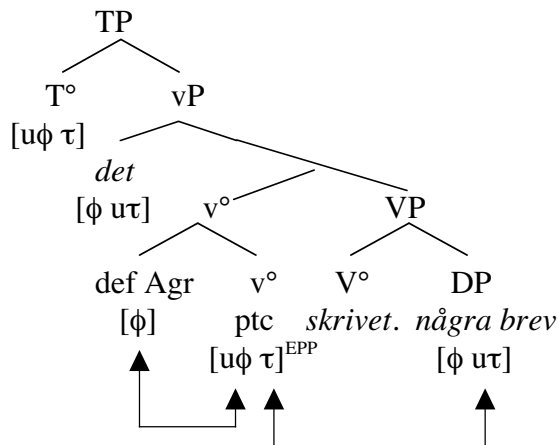 TP
T° vP
[uϕ τ]
det
[ϕ uτ] v° VP
def Agr v° V° DP
[ϕ] ptc skrivet. några brev
[uϕ τ]EPP [ϕ uτ]